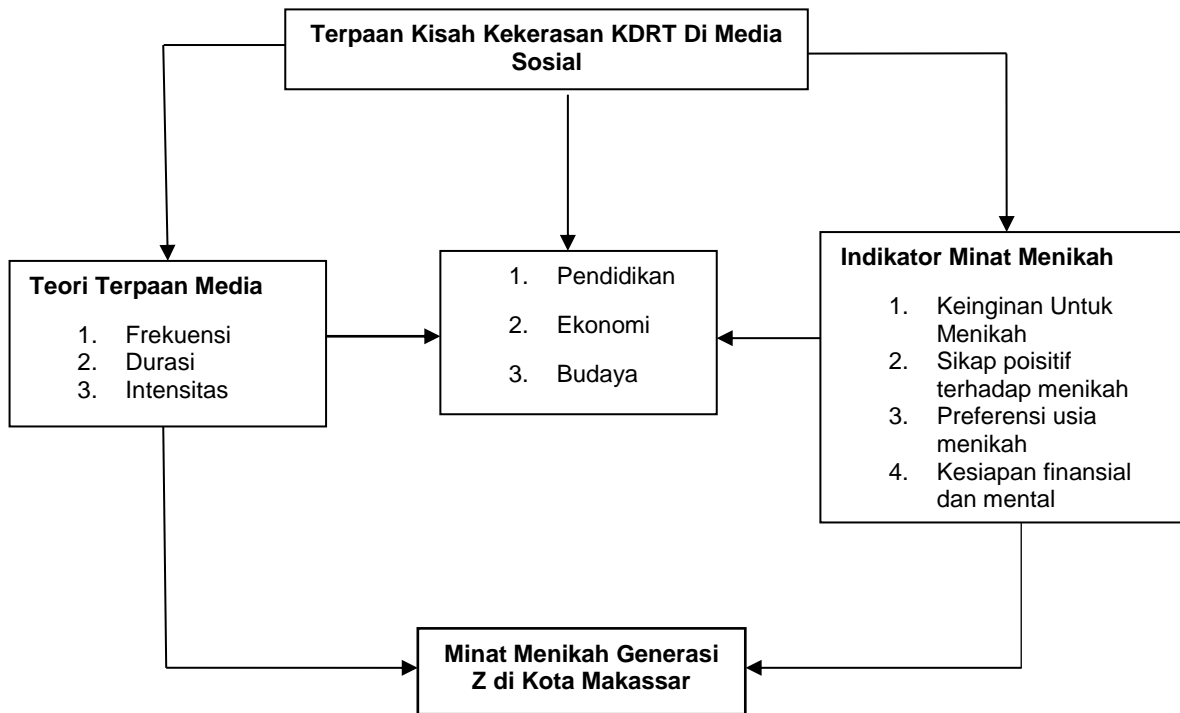 Terpaan Kisah Kekerasan KDRT Di Media
Sosial
Teori Terpaan Media
1. Frekuensi
2. Durasi
3. Intensitas
1. Pendidikan
2. Ekonomi
3. Budaya
Indikator Minat Menikah
1. Keinginan Untuk
Menikah
2. Sikap poisitif
terhadap menikah
3. Preferensi usia
menikah
4. Kesiapan finansial
dan mental
Minat Menikah Generasi
Z di Kota Makassar